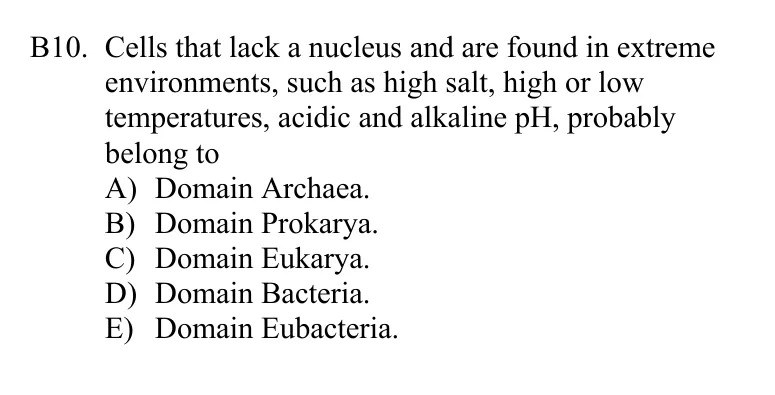 B10. Cells that lack a nucleus and are found in extreme
environments, such as high salt, high or low
temperatures, acidic and alkaline pH, probably
belong to
A) Domain Archaea.
B) Domain Prokarya.
C) Domain Eukarya.
D) Domain Bacteria.
E) Domain Eubacteria.